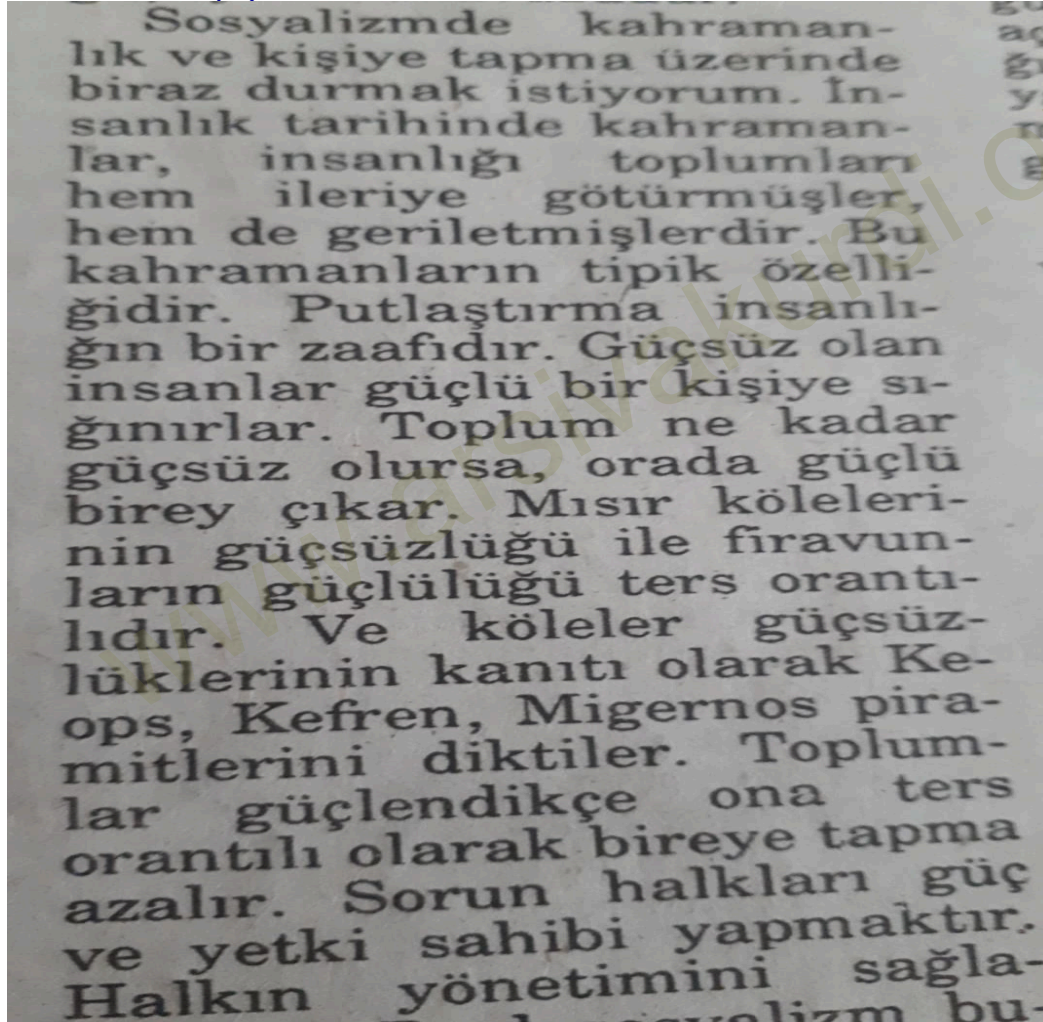 Sosyalizmde kahraman-
lık ve kişiye tapma üzerinde
biraz durmak istiyorum. İn-
sanlık tarihinde kahraman-
lar, insanlığı toplumları
hem ileriye götürmüşler,
hem de geriletmişlerdir. Bu
kahramanların tipik özelli-
ğidir. Putlaştırma insanlı-
ğın bir zaafıdır. Güçsüz olan
insanlar güçlü bir kişiye sı-
ğınırlar. Toplum ne kadar
güçsüz olursa, orada güçlü
birey çıkar. Mısır köleleri-
nin güçsüzlüğü ile firavun-
ların güçlülüğü ters orantı-
lıdır. Ve köleler güçsüz-
lüklerinin kanıtı olarak Ke-
ops, Kefren, Migernos pira-
mitlerini diktiler. Toplum-
lar güçlendikçe ona ters
orantılı olarak bireye tapma
azalır. Sorun halkları güç
ve yetki sahibi yapmaktır.
Halkın yönetimini sağla-
bu-
www.arsivakurdi.o